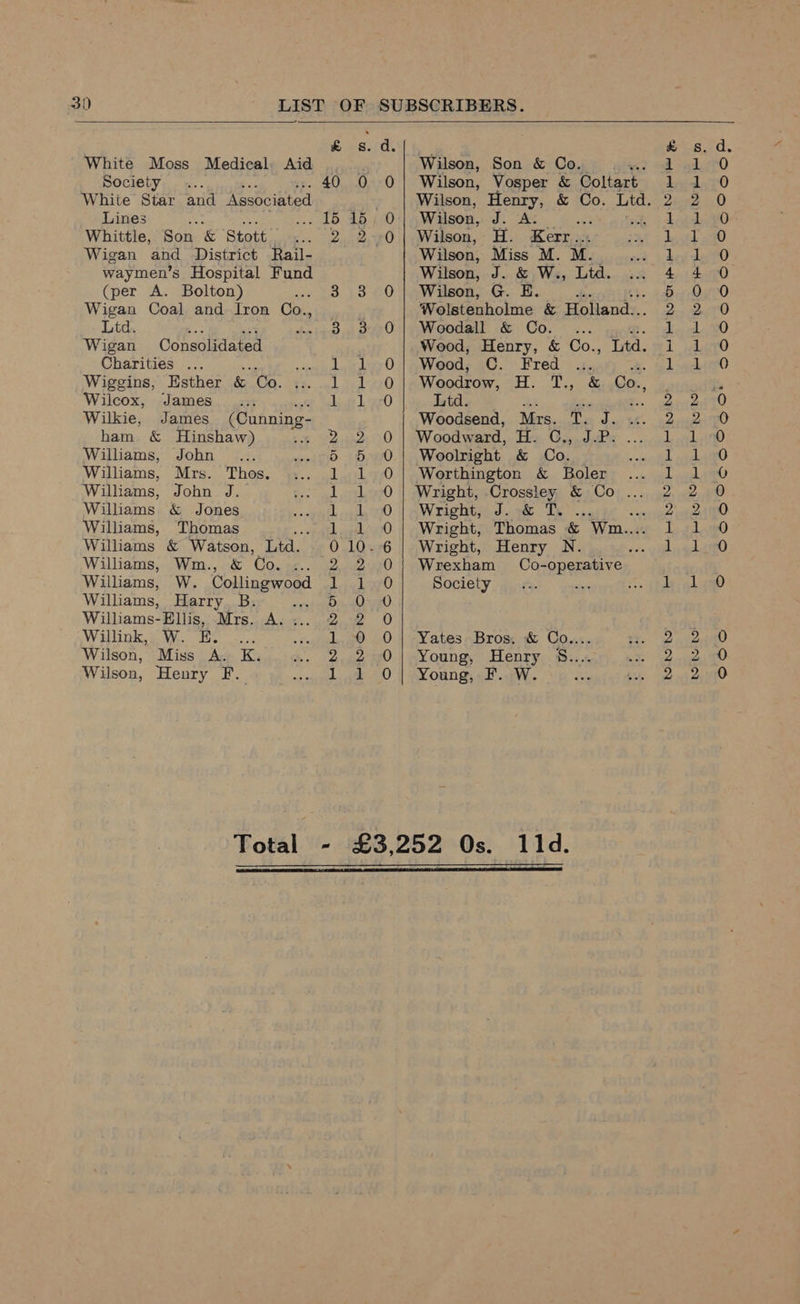 30 LIST OF SUBSCRIBERS.
£ s. d.
White Moss Medical Aid
Society ... ... ... 40 0 0
White Star and Associated
Lines ... ... ... 15 15 0
Whittle, Son & Stott ... 2 2 0
Wigan and District Rail-
waymen's Hospital Fund
(per A. Bolton) ... 3 3 0
Wigan Coal and Iron Co.,
Ltd. ... ... ... 3 3 0
Wigan Consolidated
Charities ... ... ... 1 1 0
Wiggins, Esther & Co. ... 1 1 0
Wilcox, James ... ... 1 1 0
Wilkie, James (Cunning-
ham & Hinshaw) ... 2 2 0
Williams, John ... ... 5 5 0
Williams, Mrs. Thos. ... 1 1 0
Williams, John J. ... 1 1 0
Williams & Jones ... 1 1 0
Williams, Thomas ... 1 1 0
Williams & Watson, Ltd. 0 10 6
Williams, Wm., & Co. ... 2 2 0
Williams, W. Collingwood 1 1 0
Williams, Harry B. ... 5 0 0
Williams-Ellis, Mrs. A. ... 2 2 0
Willink, W. E. ... ... 1 0 0
Wilson, Miss A. K. ... 2 2 0
Wilson, Henry F. ... 1 1 0
£ s. d.
Wilson, Son & Co. ... 1 1 0
Wilson, Vosper & Coltart 1 1 0
Wilson, Henry, & Co. Ltd. 2 2 0
Wilson, J. A. ... ... 1 1 0
Wilson, H. Kerr ... ... 1 1 0
Wilson, Miss M. M. ... 1 1 0
Wilson, J. & W., Ltd. ... 4 4 0
Wilson, G. E. ... ... 5 0 0
Wolstenholme & Holland... 2 2 0
Woodall & Co. ... ... 1 1 0
Wood, Henry, & Co., Ltd. 1 1 0
Wood, C. Fred ... ... 1 1 0
Woodrow, H. T., & Co.,
Ltd. ... ... ... 2 2 0
Woodsend, Mrs. T. J. ... 2 2 0
Woodward, H. C., J.P. ... 1 1 0
Woolright & Co. ... 1 1 0
Worthington & Boler ... 1 1 0
Wright, Crossley & Co ... 2 2 0
Wright, J. & T. ... ... 2 2 0
Wright, Thomas & Wm.... 1 1 0
Wright, Henry N. ... 1 1 0
Wrexham Co-operative
Society ... ... ... 1 1 0
Yates Bros. & Co.... ... 2 2 0
Young, Henry S.... ... 2 2 0
Young, F. W. ... ... 2 2 0
Total - £3,252 0s. 11d.